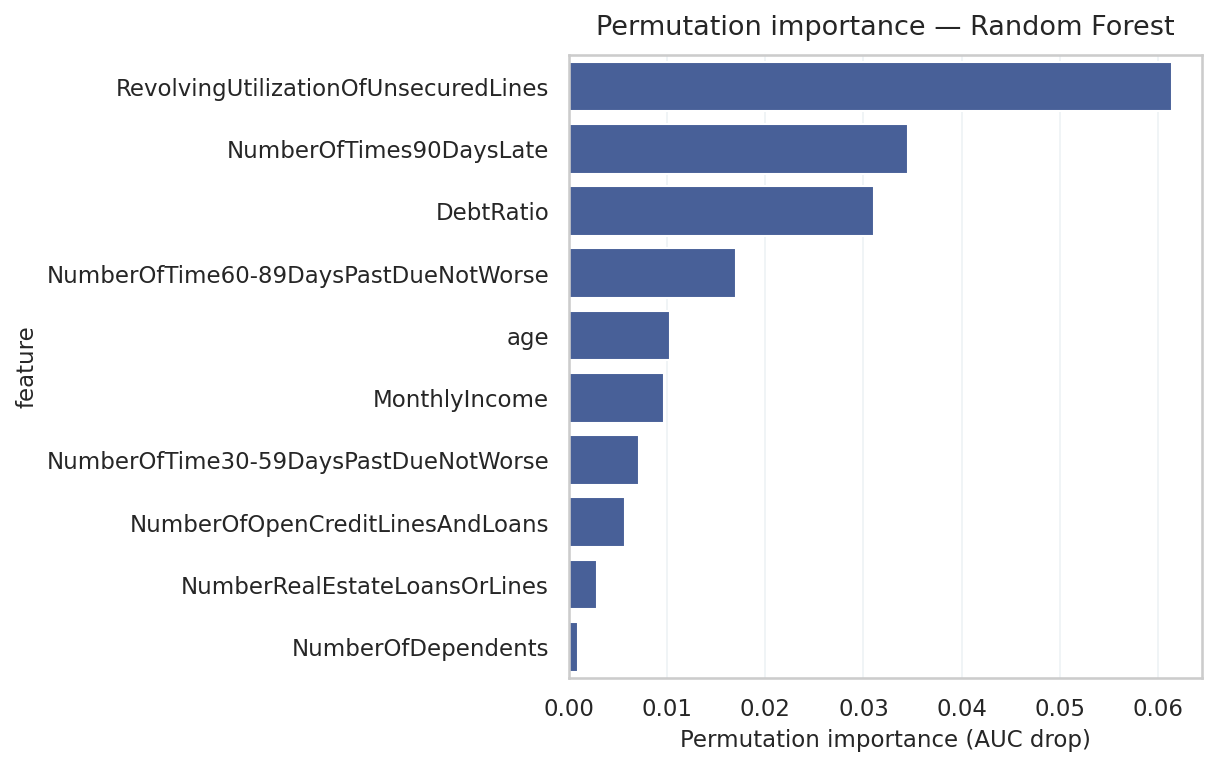 Permutation importance — Random Forest
RevolvingUtilizationOfUnsecuredLines
NumberOfTimes90DaysLate
DebtRatio
NumberOfTime60-89DaysPastDueNotWorse
age
MonthlyIncome
NumberOfTime30-59DaysPastDueNotWorse
NumberOfOpenCreditLinesAndLoans
NumberRealEstateLoansOrLines
NumberOfDependents
feature
0.00 0.01 0.02 0.03 0.04 0.05 0.06
Permutation importance (AUC drop)